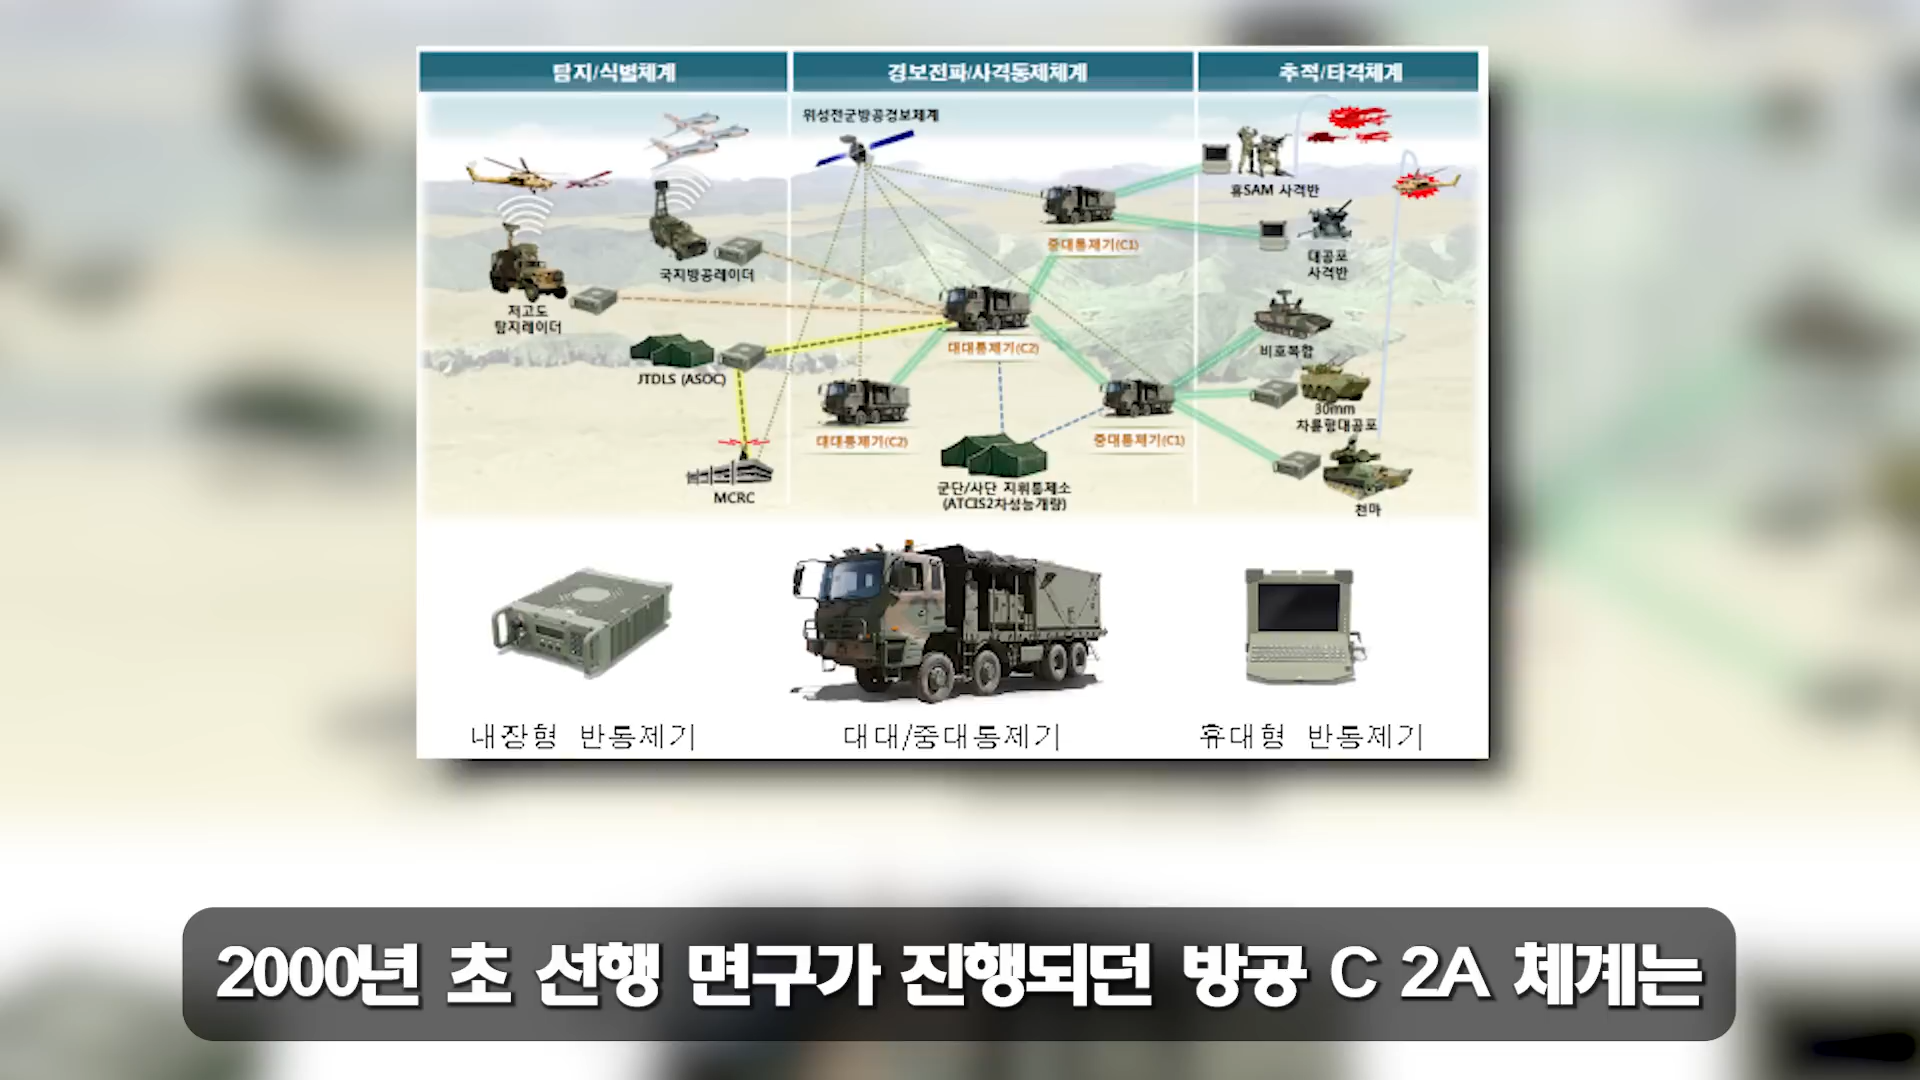 탐지/식별체계
경보전파/사격통제체계
추적/타격체계
위성전군방공경보체계
휴SAM 사격반
중대통제기(C1)
대공포
사격반
국지방공레이더
저고도
탐지레이더
대대통제기(C2)
비호복합
JTDLS (ASOC)
30mm
차륜형대공포
대대통제기(C2)
중대통제기(C1)
MCRC
군단/사단 지휘통제소
(ATCIS2차성능개량)
천마
내장형 반통제기
대대/중대통제기
휴대형 반통제기
2000년 초 선행 면구가 진행되던 방공 C 2A 체계는